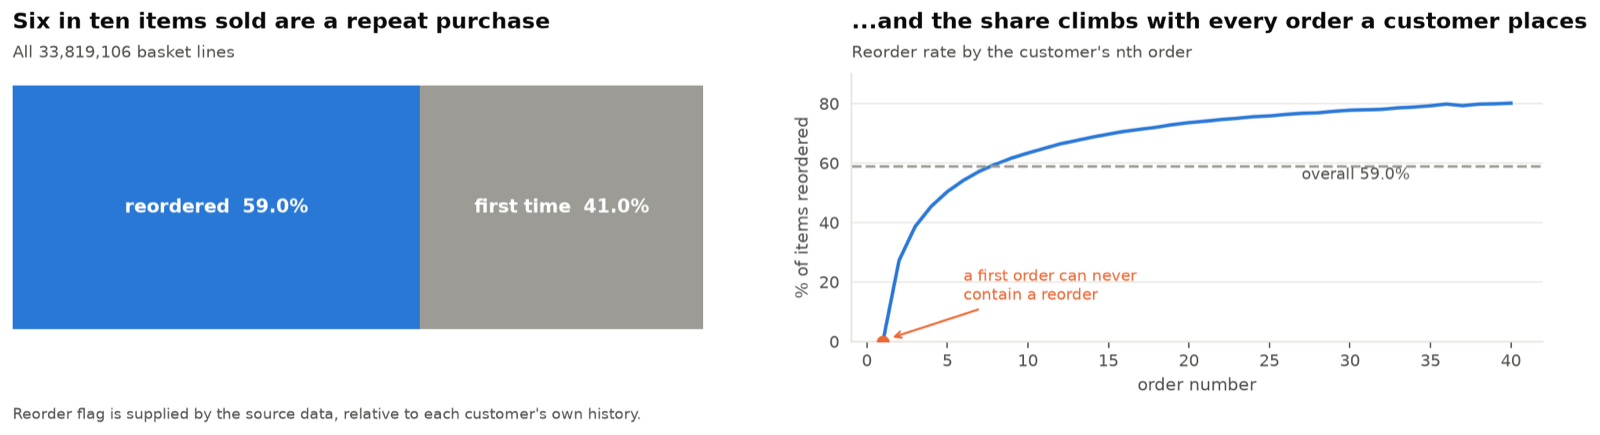 Six in ten items sold are a repeat purchase
All 33,819,106 basket lines
reordered 59.0%
first time 41.0%
Reorder flag is supplied by the source data, relative to each customer's own history.
...and the share climbs with every order a customer places
Reorder rate by the customer's nth order
% of items reordered
80
60
40
20
0
overall 59.0%
a first order can never
contain a reorder
0 5 10 15 20 25 30 35 40
order number